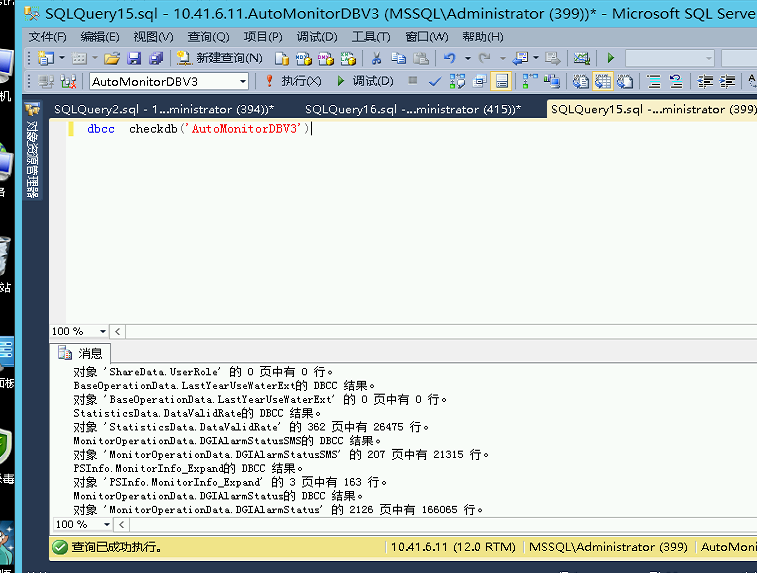 SQLQuery15.sql - 10.41.6.11.AutoMonitorDBV3 (MSSQL\Administrator (399))* - Microsoft SQL Serve
文件(F) 编辑(E) 视图(V) 查询(Q) 项目(P) 调试(D) 工具(T) 窗口(W) 帮助(H)
新建查询(N)
AutoMonitorDBV3 执行(X) 调试(D)
SQLQuery2.sql - 1...ministrator (394))* SQLQuery16.sql -...ministrator (415))* SQLQuery15.sql -...ministrator (399)
对象资源管理器
dbcc checkdb('AutoMonitorDBV3')
100 %
消息
对象 'ShareData.UserRole' 的 0 页中有 0 行。
BaseOperationData.LastYearUseWaterExt的 DBCC 结果。
对象 'BaseOperationData.LastYearUseWaterExt' 的 0 页中有 0 行。
StatisticsData.DataValidRate的 DBCC 结果。
对象 'StatisticsData.DataValidRate' 的 362 页中有 26475 行。
MonitorOperationData.DGIAlarmStatusSMS的 DBCC 结果。
对象 'MonitorOperationData.DGIAlarmStatusSMS' 的 207 页中有 21315 行。
PSInfo.MonitorInfo_Expand的 DBCC 结果。
对象 'PSInfo.MonitorInfo_Expand' 的 3 页中有 163 行。
MonitorOperationData.DGIAlarmStatus的 DBCC 结果。
对象 'MonitorOperationData.DGIAlarmStatus' 的 2126 页中有 166065 行。
100 %
查询已成功执行。 10.41.6.11 (12.0 RTM) MSSQL\Administrator (399) AutoMoni